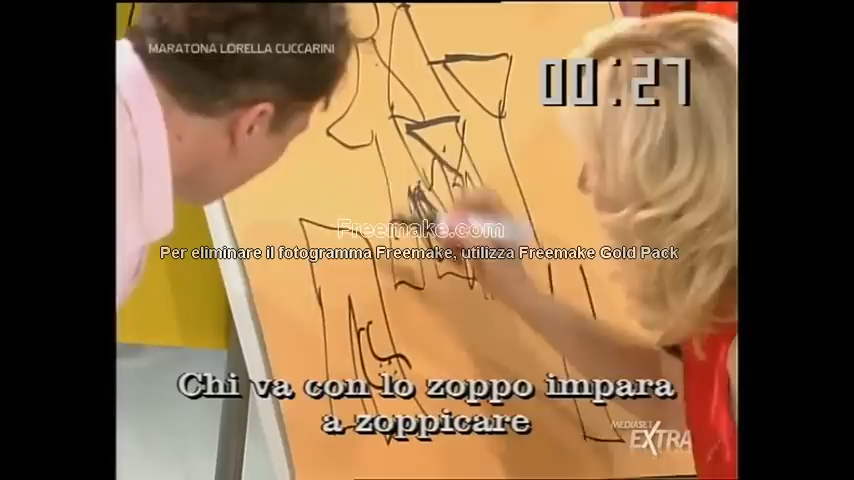 MARATONA LORELLA CUCCARINI
00:27
Freemake.com
Per eliminare il fotogramma Freemake, utilizza Freemake Gold Pack
Chi va con lo zoppo impara
a zoppicare
MEDIASET
EXTRA